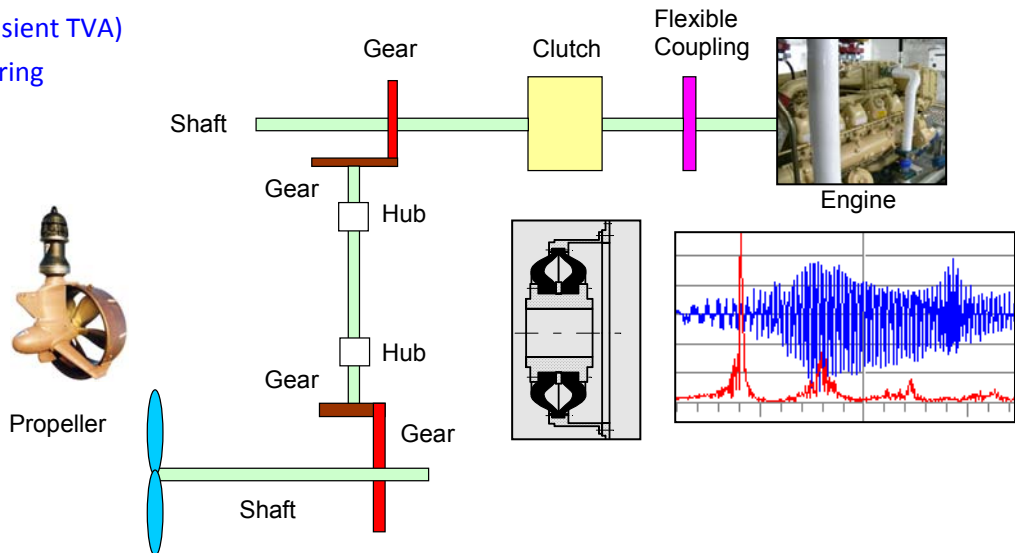 sient TVA)
ring
Gear
Clutch
Flexible
Coupling
Shaft
Gear
Hub
Engine
Hub
Gear
Propeller
Gear
Shaft